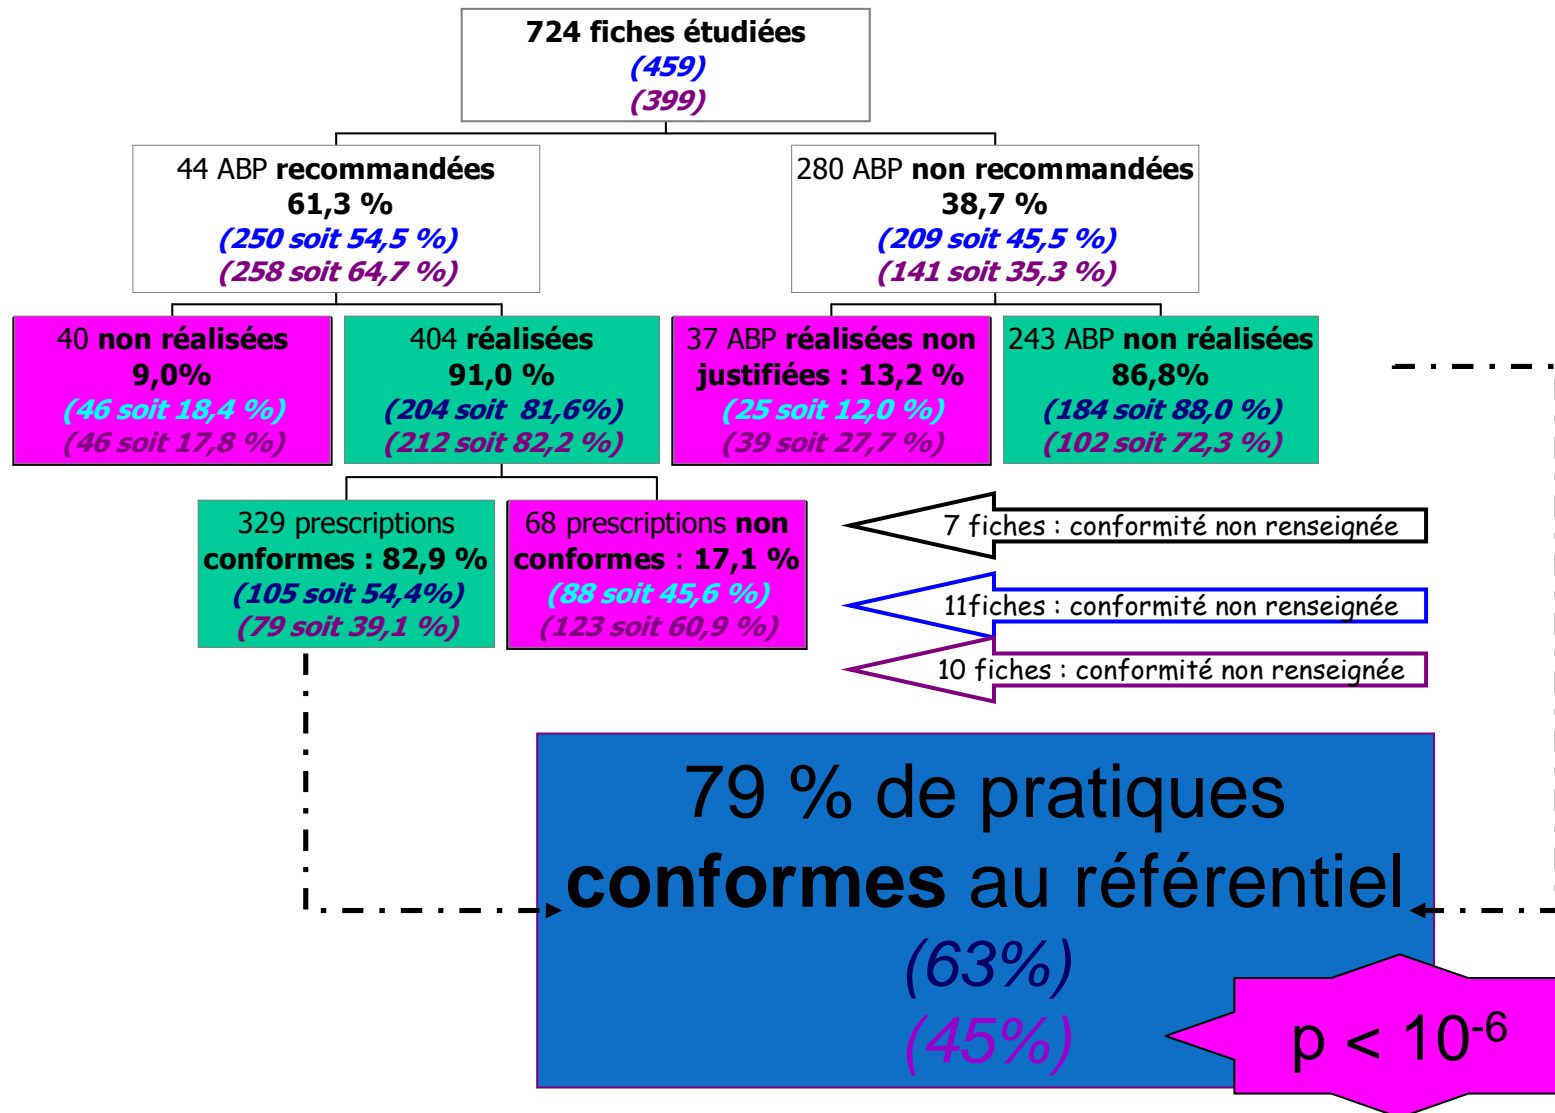 724 fiches étudiées
(459)
(399)
44 ABP recommandées
61,3 %
(250 soit 54,5 %)
(258 soit 64,7 %)
280 ABP non recommandées
38,7 %
(209 soit 45,5 %)
(141 soit 35,3 %)
40 non réalisées
9,0%
(46 soit 18,4 %)
(46 soit 17,8 %)
404 réalisées
91,0 %
(204 soit 81,6%)
(212 soit 82,2 %)
37 ABP réalisées non
justifiées : 13,2 %
(25 soit 12,0 %)
(39 soit 27,7 %)
243 ABP non réalisées
86,8%
(184 soit 88,0 %)
(102 soit 72,3 %)
329 prescriptions
conformes : 82,9 %
(105 soit 54,4%)
(79 soit 39,1 %)
68 prescriptions non
conformes : 17,1 %
(88 soit 45,6 %)
(123 soit 60,9 %)
7 fiches : conformité non renseignée
11fiches : conformité non renseignée
10 fiches : conformité non renseignée
79 % de pratiques
conformes au référentiel
(63%)
(45%)
p < 10⁻⁶